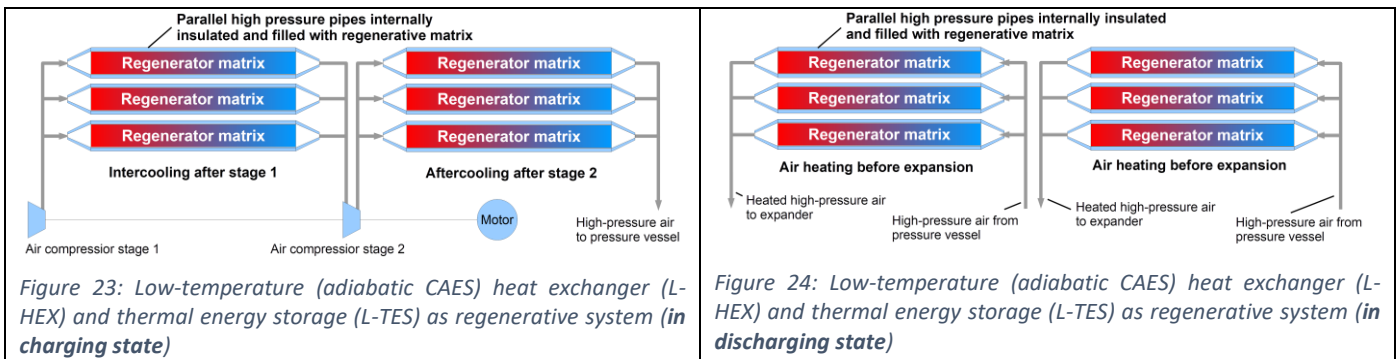 Parallel high pressure pipes internally
insulated and filled with regenerative matrix
Regenerator matrix
Regenerator matrix
Regenerator matrix
Regenerator matrix
Regenerator matrix
Regenerator matrix
Intercooling after stage 1
Aftercooling after stage 2
Motor
Air compressior stage 1
Air compressior stage 2
High-pressure air
to pressure vessel
Figure 23: Low-temperature (adiabatic CAES) heat exchanger (L-
HEX) and thermal energy storage (L-TES) as regenerative system (in
charging state)
Parallel high pressure pipes internally insulated
and filled with regenerative matrix
Regenerator matrix
Regenerator matrix
Regenerator matrix
Regenerator matrix
Regenerator matrix
Regenerator matrix
Air heating before expansion
Air heating before expansion
Heated high-pressure air
to expander
High-pressure air from
pressure vessel
Heated high-pressure air
to expander
High-pressure air from
pressure vessel
Figure 24: Low-temperature (adiabatic CAES) heat exchanger (L-
HEX) and thermal energy storage (L-TES) as regenerative system (in
discharging state)